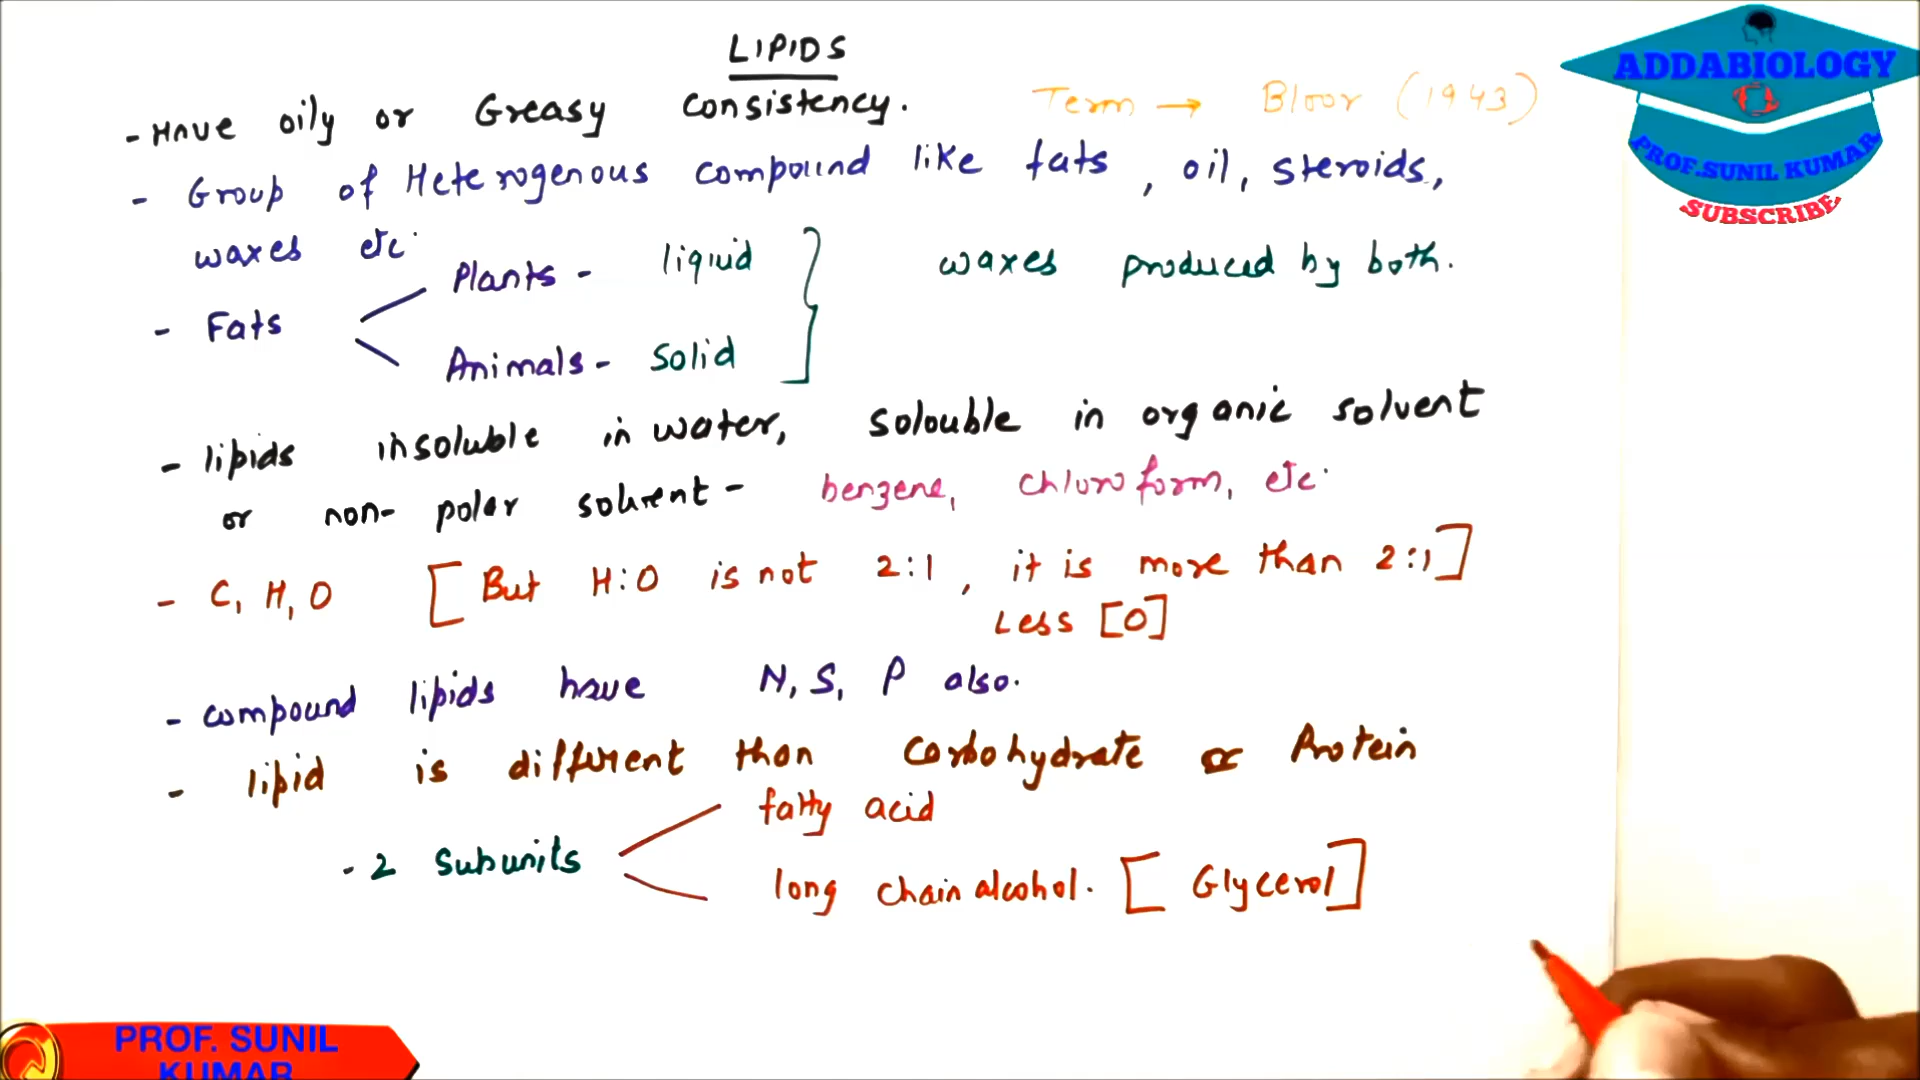 LIPIDS
- Have oily or Greasy consistency.
Term → Bloor (1943)
- Group of Heterogenous compound like fats, oil, steroids,
waxes etc.
- Fats
Plants - liquid
Animals - solid
waxes produced by both.
- lipids insoluble in water, solouble in organic solvent
or non-polar solvent - benzene, chloroform, etc.
- C, H, O [But H:O is not 2:1, it is more than 2:1]
Less [O]
- compound lipids have N, S, P also.
- lipid is different than carbohydrate or Protein
- 2 subunits
fatty acid
long chain alcohol. [Glycerol]
ADDABIOLOGY
PROF.SUNIL KUMAR
SUBSCRIBE
PROF. SUNIL
KUMAR